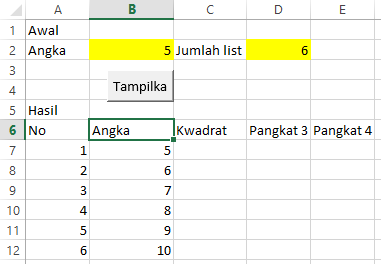 A B C D E
1 Awal
2 Angka 5 Jumlah list 6
3
4 Tampilka
5 Hasil
6 No Angka Kwadrat Pangkat 3 Pangkat 4
7 1 5
8 2 6
9 3 7
10 4 8
11 5 9
12 6 10